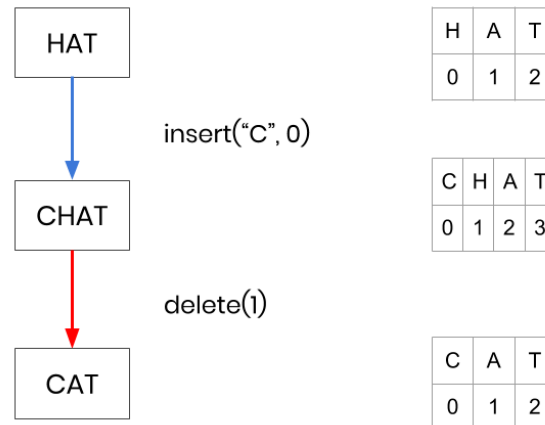 HAT
H A T
0 1 2
insert(“C”, 0)
CHAT
C H A T
0 1 2 3
delete(1)
CAT
C A T
0 1 2